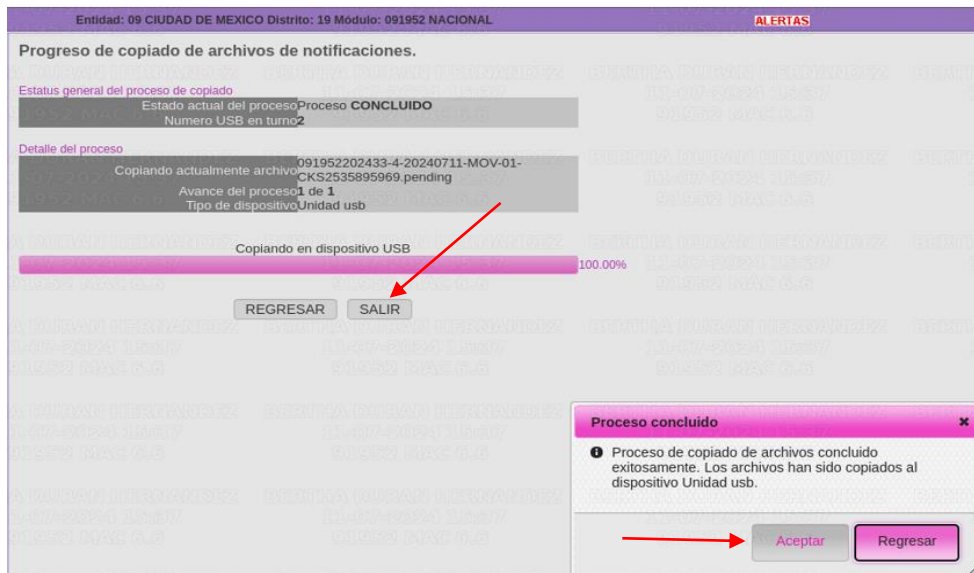 Entidad: 09 CIUDAD DE MEXICO Distrito: 19 Módulo: 091952 NACIONAL
ALERTAS
Progreso de copiado de archivos de notificaciones.
Estatus general del proceso de copiado
Estado actual del proceso Proceso CONCLUIDO
Numero USB en turno 2
Detalle del proceso
Copiando actualmente archivo 091952202433-4-20240711-MOV-01-
CKS2535895969.pending
Avance del proceso 1 de 1
Tipo de dispositivo Unidad usb
Copiando en dispositivo USB
100.00%
REGRESAR SALIR
Proceso concluido
Proceso de copiado de archivos concluido
exitosamente. Los archivos han sido copiados al
dispositivo Unidad usb.
Aceptar Regresar